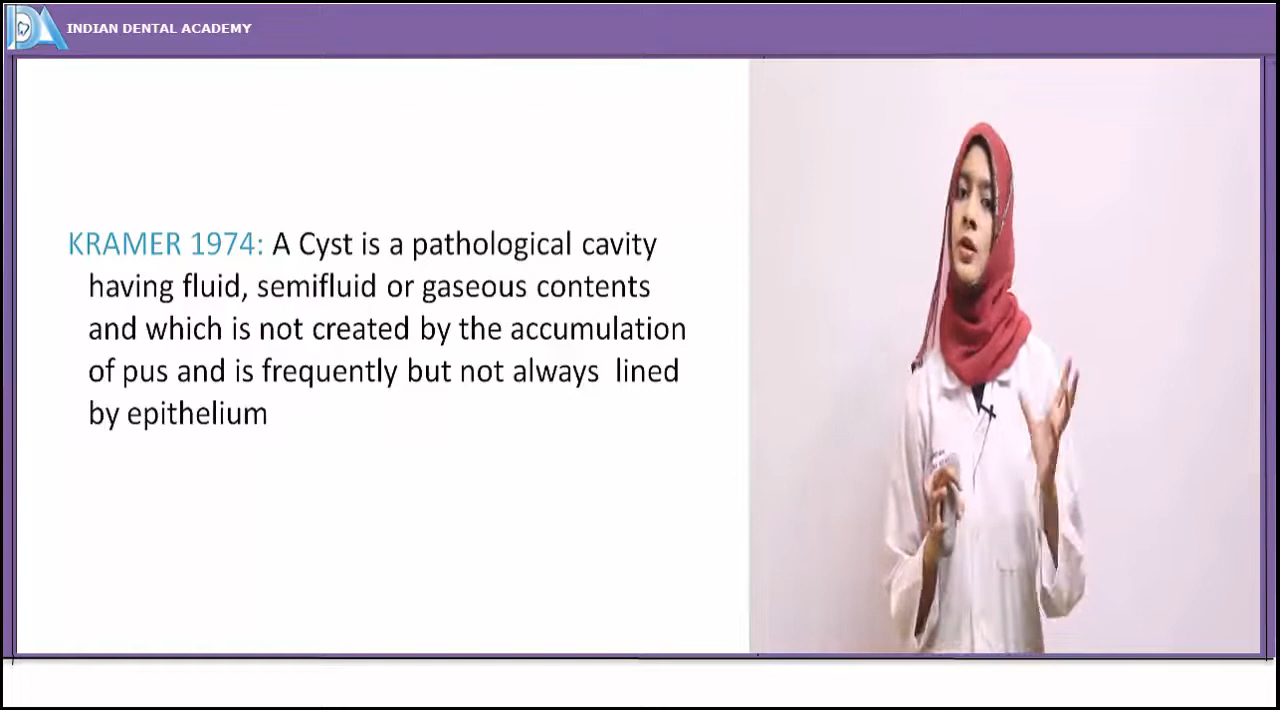 INDIAN DENTAL ACADEMY
KRAMER 1974: A Cyst is a pathological cavity
having fluid, semifluid or gaseous contents
and which is not created by the accumulation
of pus and is frequently but not always lined
by epithelium